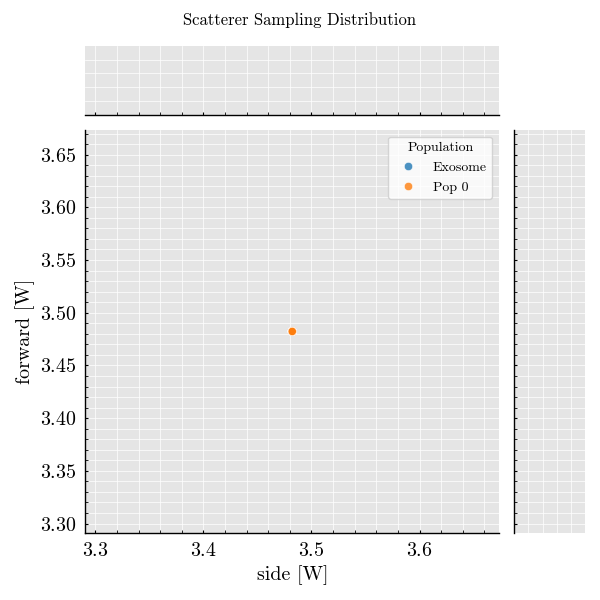 Scatterer Sampling Distribution
Population
Exosome
Pop 0
3.65
3.60
3.55
3.50
3.45
3.40
3.35
3.30
forward [W]
3.3 3.4 3.5 3.6
side [W]